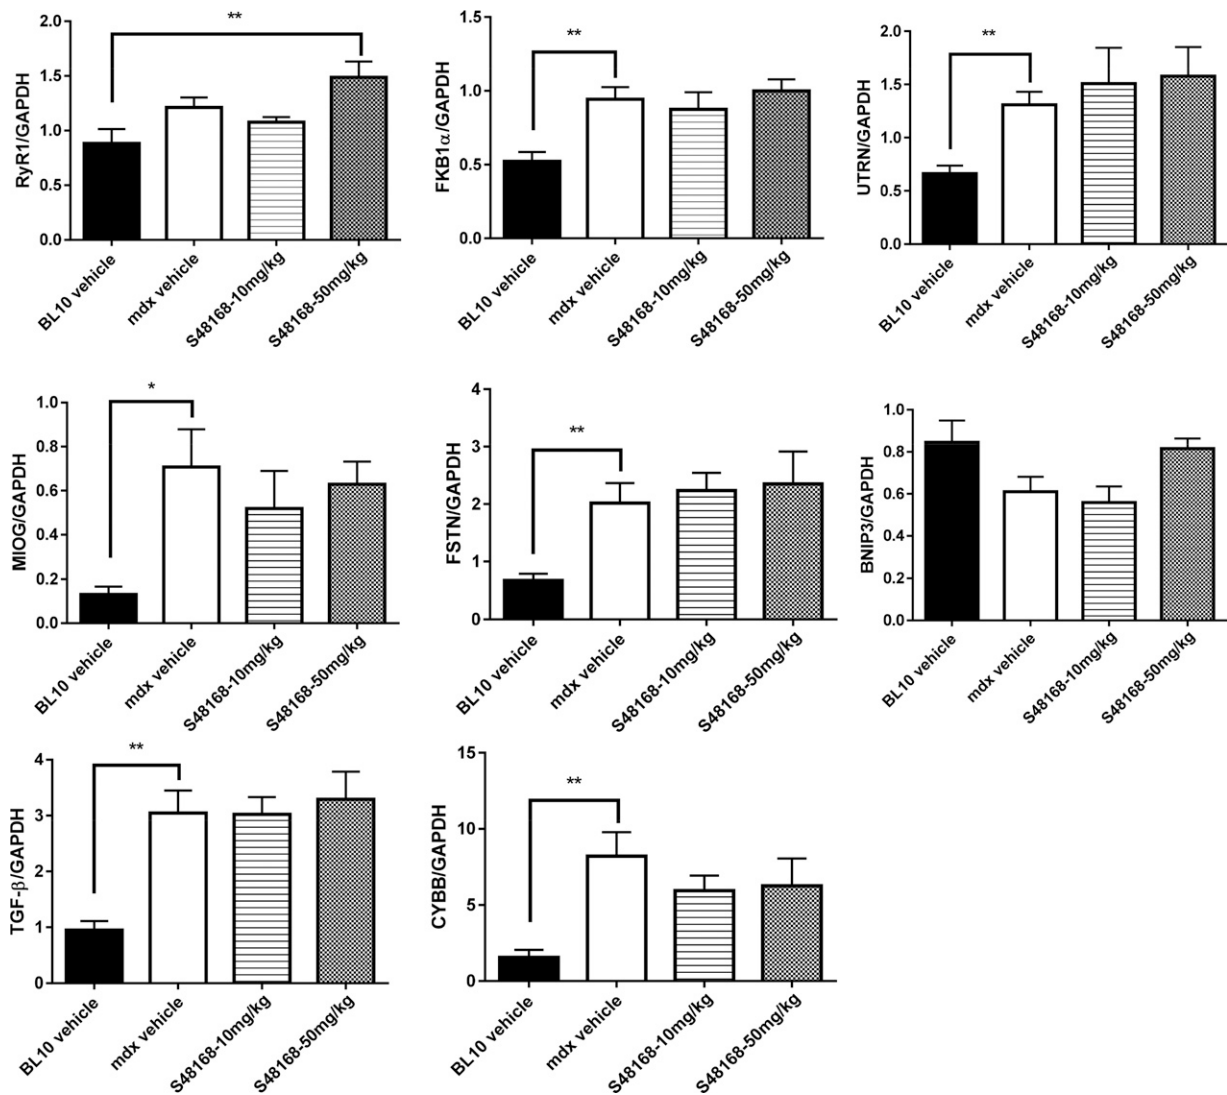 RyR1/GAPDH
2.0
1.5
1.0
0.5
0.0
**
BL10 vehicle
mdx vehicle
S48168-10mg/kg
S48168-50mg/kg
FKB1α/GAPDH
1.5
1.0
0.5
0.0
**
BL10 vehicle
mdx vehicle
S48168-10mg/kg
S48168-50mg/kg
UTRN/GAPDH
2.0
1.5
1.0
0.5
0.0
**
BL10 vehicle
mdx vehicle
S48168-10mg/kg
S48168-50mg/kg
MIOG/GAPDH
1.0
0.8
0.6
0.4
0.2
0.0
*
BL10 vehicle
mdx vehicle
S48168-10mg/kg
S48168-50mg/kg
FSTN/GAPDH
4
3
2
1
0
**
BL10 vehicle
mdx vehicle
S48168-10mg/kg
S48168-50mg/kg
BNIP3/GAPDH
1.0
0.8
0.6
0.4
0.2
0.0
BL10 vehicle
mdx vehicle
S48168-10mg/kg
S48168-50mg/kg
TGF-β/GAPDH
4
3
2
1
0
**
BL10 vehicle
mdx vehicle
S48168-10mg/kg
S48168-50mg/kg
CYBB/GAPDH
15
10
5
0
**
BL10 vehicle
mdx vehicle
S48168-10mg/kg
S48168-50mg/kg